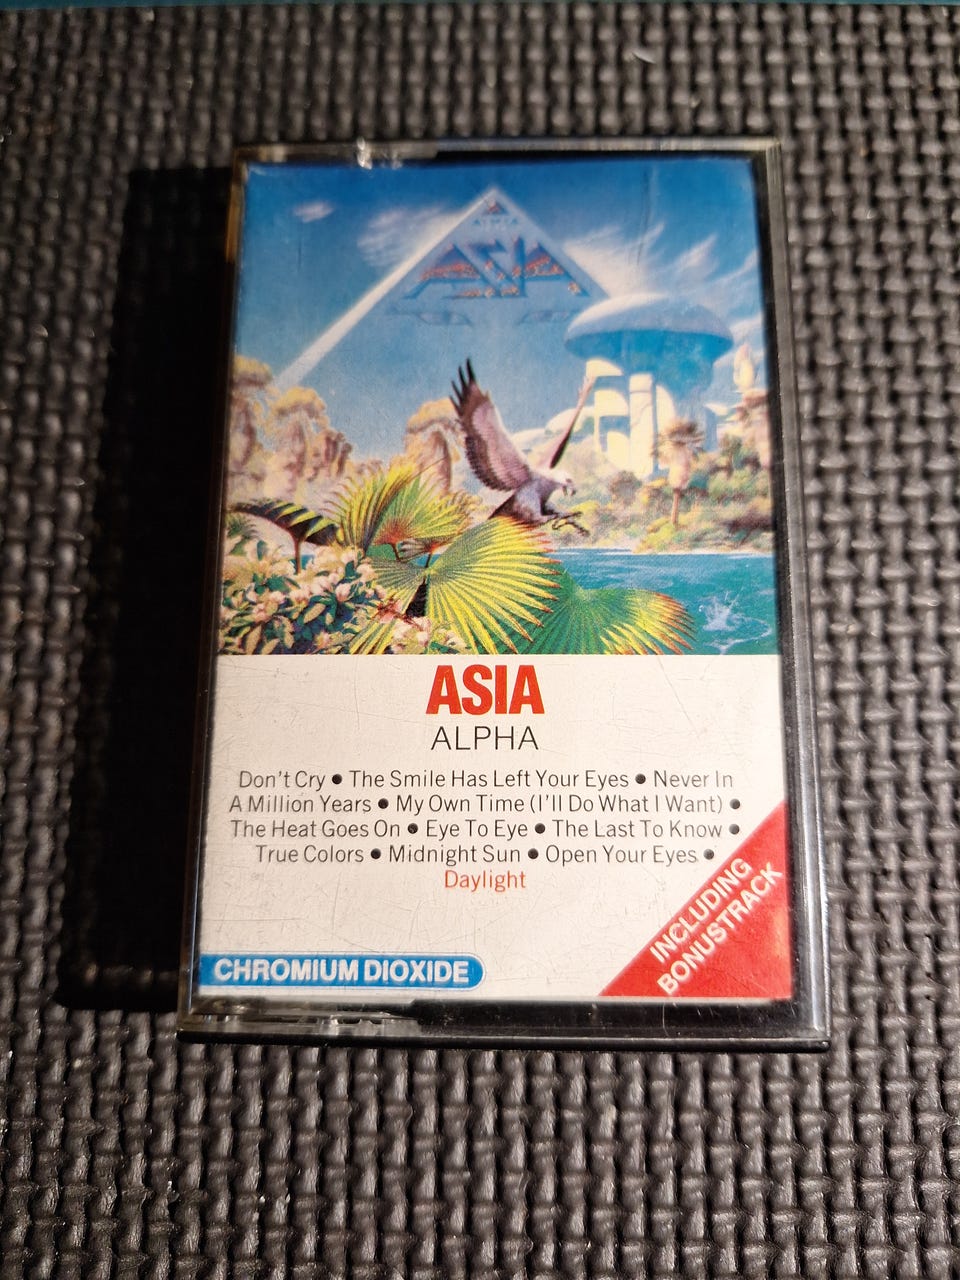 ALPHA
ASIA
ASIA
ALPHA
Don't Cry • The Smile Has Left Your Eyes • Never In
A Million Years • My Own Time (I'll Do What I Want) •
The Heat Goes On • Eye To Eye • The Last To Know •
True Colors • Midnight Sun • Open Your Eyes •
Daylight
INCLUDING
BONUSTRACK
CHROMIUM DIOXIDE